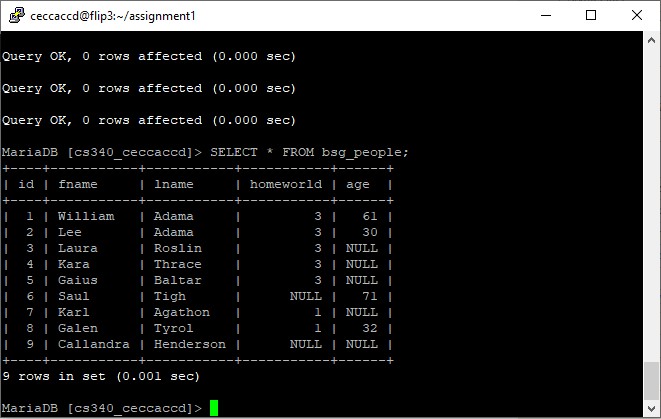 ceccaccd@flip3:~/assignment1
Query OK, 0 rows affected (0.000 sec)
Query OK, 0 rows affected (0.000 sec)
Query OK, 0 rows affected (0.000 sec)
MariaDB [cs340_ceccaccd]> SELECT * FROM bsg_people;
+----+-----------+-----------+-----------+------+
| id | fname     | lname     | homeworld | age  |
+----+-----------+-----------+-----------+------+
|  1 | William   | Adama     |         3 |   61 |
|  2 | Lee       | Adama     |         3 |   30 |
|  3 | Laura     | Roslin    |         3 | NULL |
|  4 | Kara      | Thrace    |         3 | NULL |
|  5 | Gaius     | Baltar    |         3 | NULL |
|  6 | Saul      | Tigh      |      NULL |   71 |
|  7 | Karl      | Agathon   |         1 | NULL |
|  8 | Galen     | Tyrol     |         1 |   32 |
|  9 | Callandra | Henderson |      NULL | NULL |
+----+-----------+-----------+-----------+------+
9 rows in set (0.001 sec)
MariaDB [cs340_ceccaccd]>